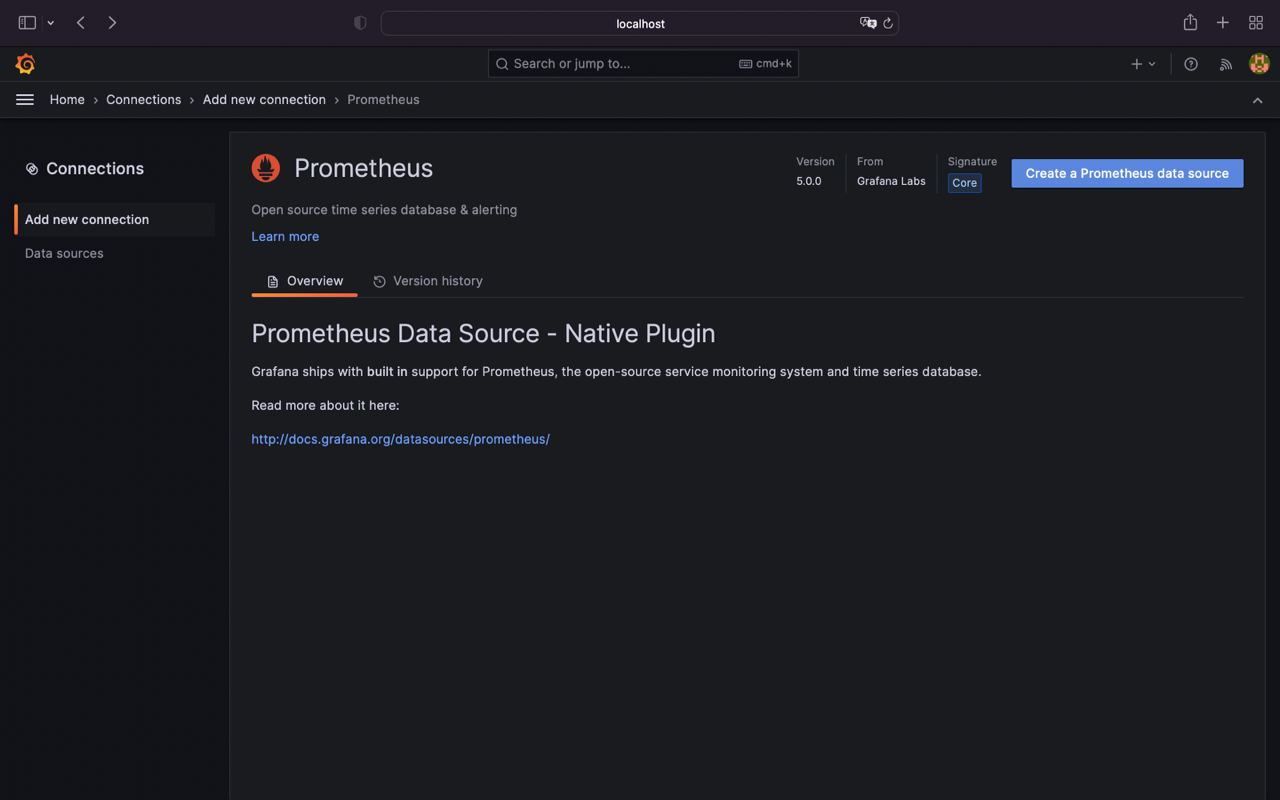 localhost
Search or jump to... cmd+k
Home › Connections › Add new connection › Prometheus
Connections
Add new connection
Data sources
Prometheus
Version
5.0.0
From
Grafana Labs
Signature
Core
Create a Prometheus data source
Open source time series database & alerting
Learn more
Overview
Version history
Prometheus Data Source - Native Plugin
Grafana ships with built in support for Prometheus, the open-source service monitoring system and time series database.
Read more about it here:
http://docs.grafana.org/datasources/prometheus/